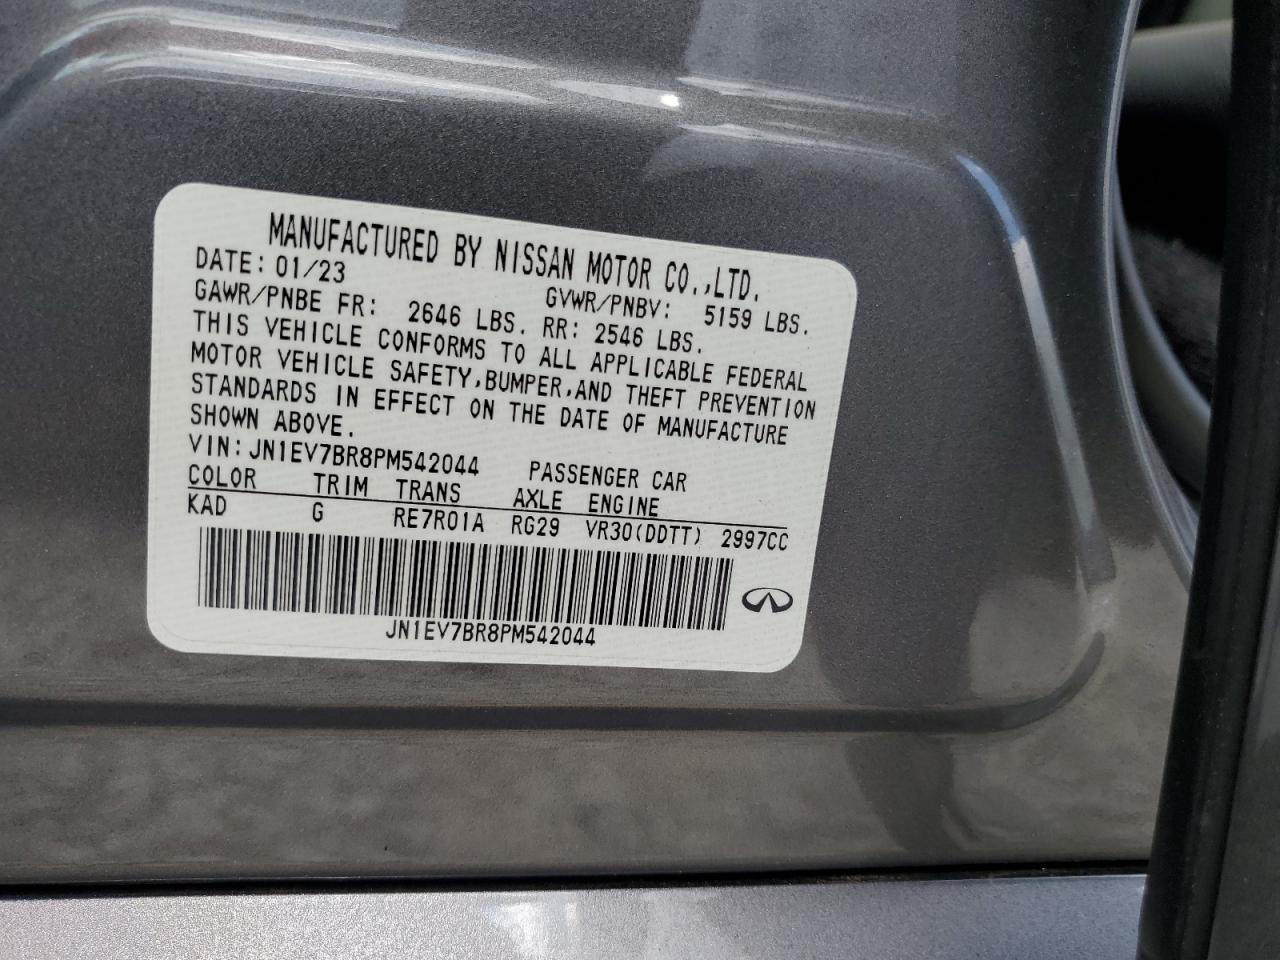 MANUFACTURED BY NISSAN MOTOR CO.,LTD.
DATE: 01/23 GVWR/PNBV: 5159 LBS.
GAWR/PNBE FR: 2646 LBS. RR: 2546 LBS.
THIS VEHICLE CONFORMS TO ALL APPLICABLE FEDERAL
MOTOR VEHICLE SAFETY,BUMPER,AND THEFT PREVENTION
STANDARDS IN EFFECT ON THE DATE OF MANUFACTURE
SHOWN ABOVE.
VIN: JN1EV7BR8PM542044 PASSENGER CAR
COLOR TRIM TRANS AXLE ENGINE
KAD G RE7R01A RG29 VR30(DDTT) 2997CC
JN1EV7BR8PM542044